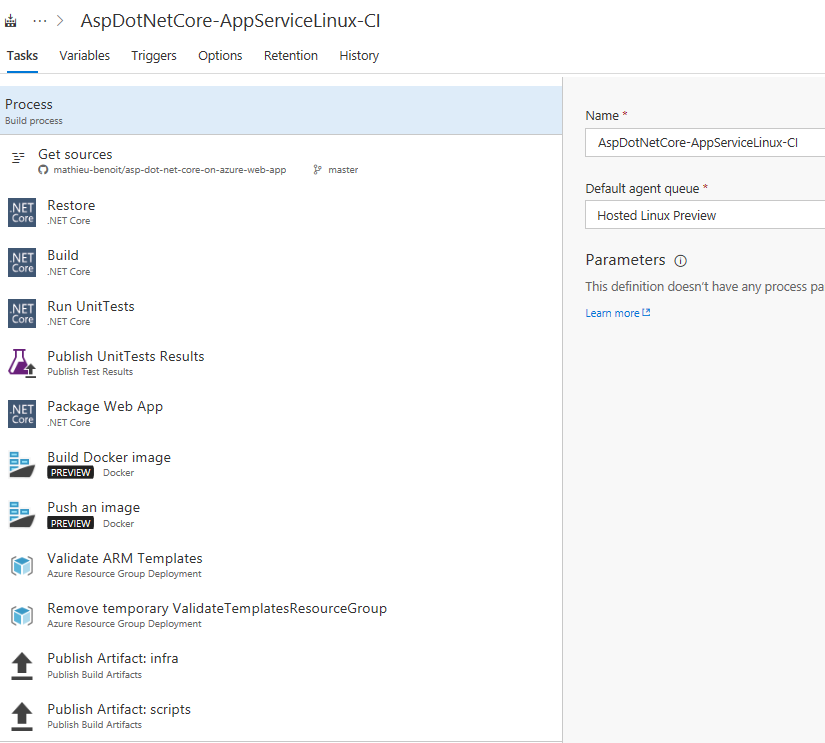 ··· > AspDotNetCore-AppServiceLinux-CI
Tasks Variables Triggers Options Retention History
Process
Build process
Get sources
mathieu-benoit/asp-dot-net-core-on-azure-web-app master
.NET Core Restore
.NET Core
.NET Core Build
.NET Core
.NET Core Run UnitTests
.NET Core
Publish UnitTests Results
Publish Test Results
.NET Core Package Web App
.NET Core
Build Docker image
PREVIEW Docker
Push an image
PREVIEW Docker
Validate ARM Templates
Azure Resource Group Deployment
Remove temporary ValidateTemplatesResourceGroup
Azure Resource Group Deployment
Publish Artifact: infra
Publish Build Artifacts
Publish Artifact: scripts
Publish Build Artifacts
Name *
AspDotNetCore-AppServiceLinux-CI
Default agent queue *
Hosted Linux Preview
Parameters
This definition doesn't have any process pa
Learn more